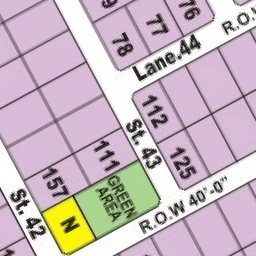 76
77
78
R.O.
Lane.44
112
St. 43
125
111
GREEN
AREA
157
N
St. 42
R.O.W 40'-0"